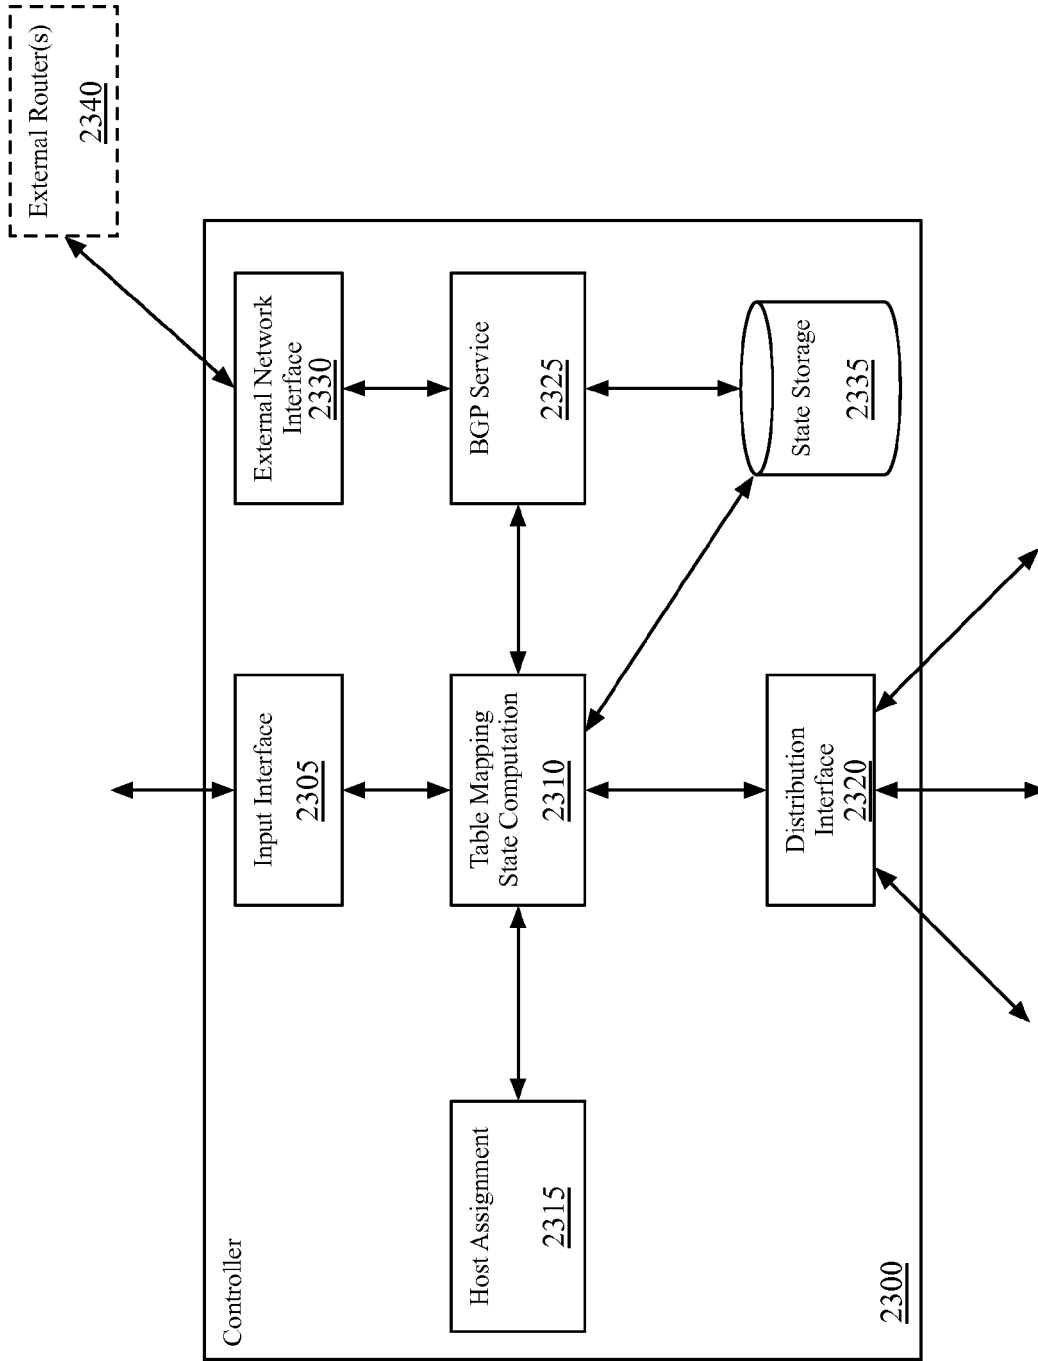 Controller
Host Assignment
2315
2300
Input Interface
2305
Table Mapping
State Computation
2310
Distribution
Interface
2320
External Network
Interface
2330
BGP Service
2325
State Storage
2335
External Router(s)
2340